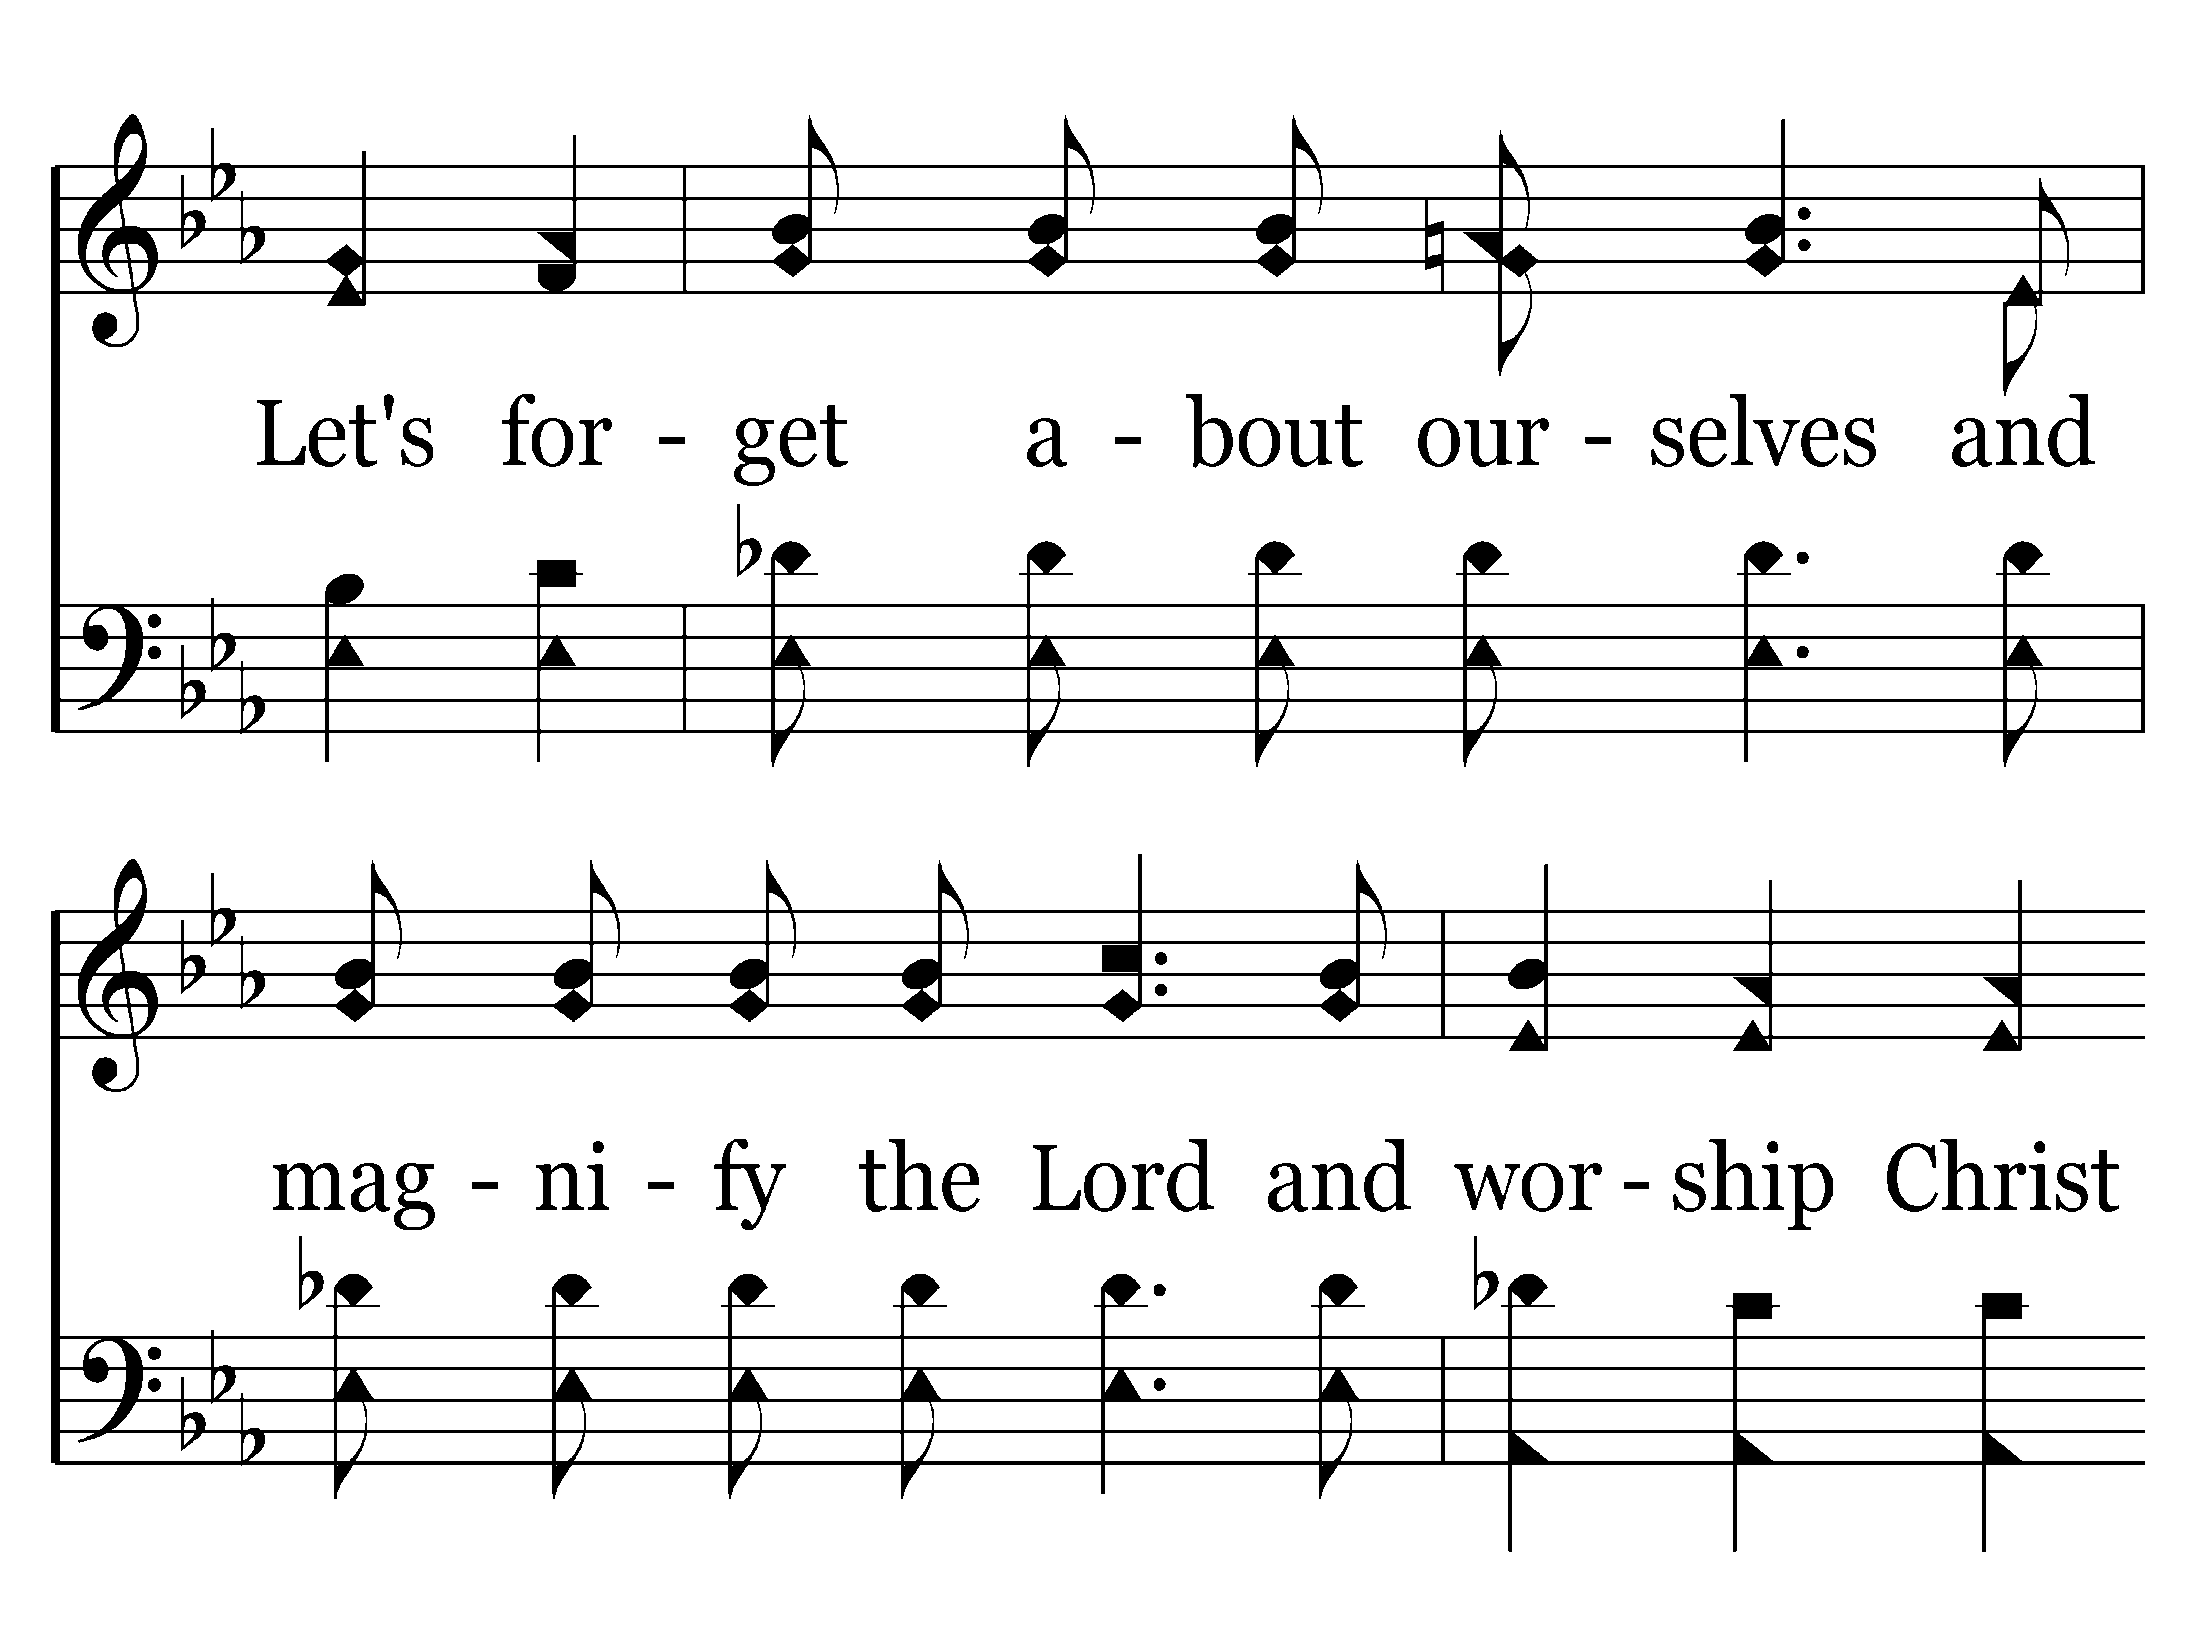 Let's for - get a - bout our - selves and
mag - ni - fy the Lord and wor - ship Christ